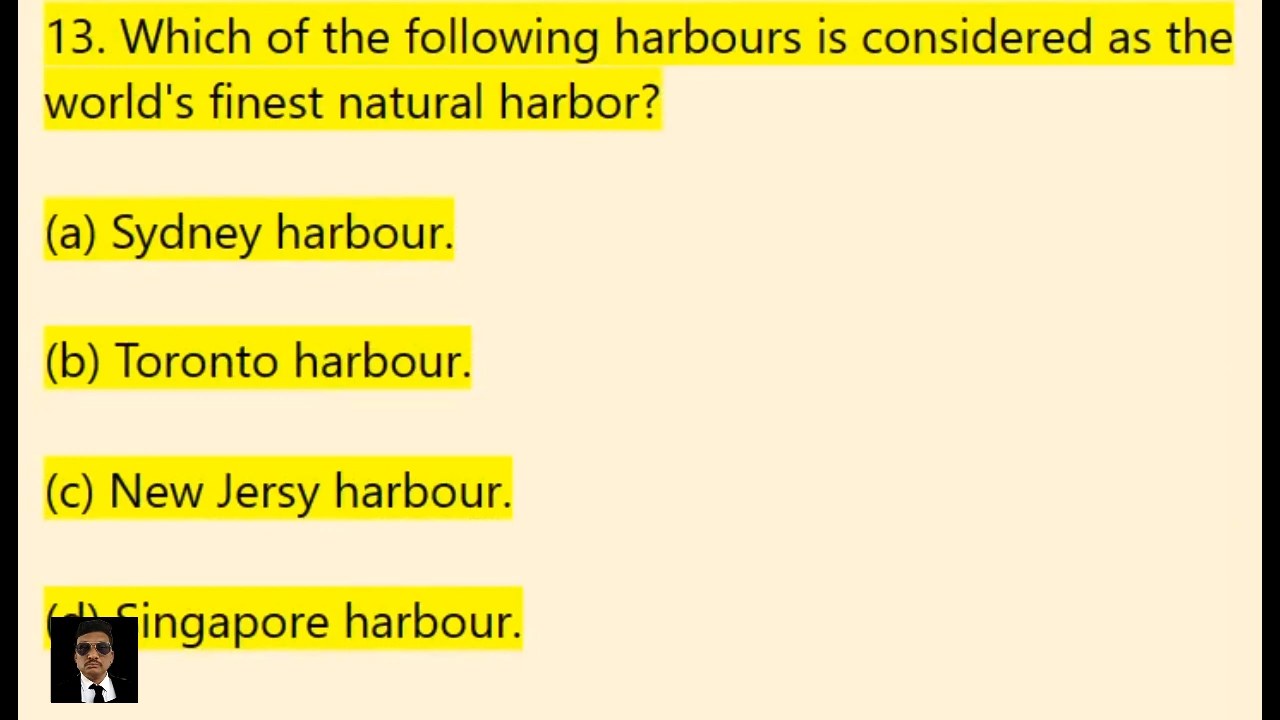 13. Which of the following harbours is considered as the
world's finest natural harbor?
(a) Sydney harbour.
(b) Toronto harbour.
(c) New Jersy harbour.
(d) Singapore harbour.